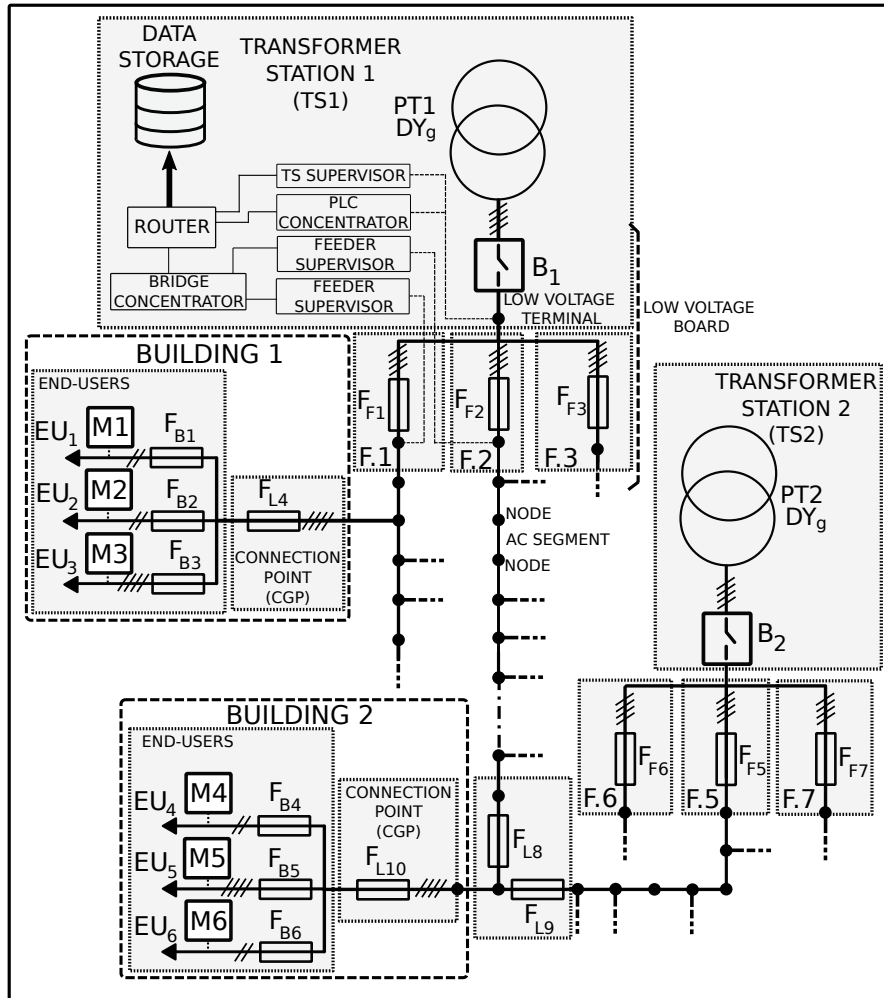 DATA
STORAGE
TRANSFORMER
STATION 1
(TS1)
PT1
DYg
TS SUPERVISOR
PLC
CONCENTRATOR
ROUTER
FEEDER
SUPERVISOR
BRIDGE
CONCENTRATOR
FEEDER
SUPERVISOR
B1
LOW VOLTAGE
TERMINAL
LOW VOLTAGE
BOARD
BUILDING 1
END-USERS
EU1
M1
FB1
EU2
M2
FB2
EU3
M3
FB3
FL4
CONNECTION
POINT
(CGP)
FF1
F.1
FF2
F.2
FF3
F.3
NODE
AC SEGMENT
NODE
TRANSFORMER
STATION 2
(TS2)
PT2
DYg
B2
FF6
F.6
FF5
F.5
FF7
F.7
BUILDING 2
END-USERS
EU4
M4
FB4
EU5
M5
FB5
EU6
M6
FB6
CONNECTION
POINT
(CGP)
FL10
FL8
FL9